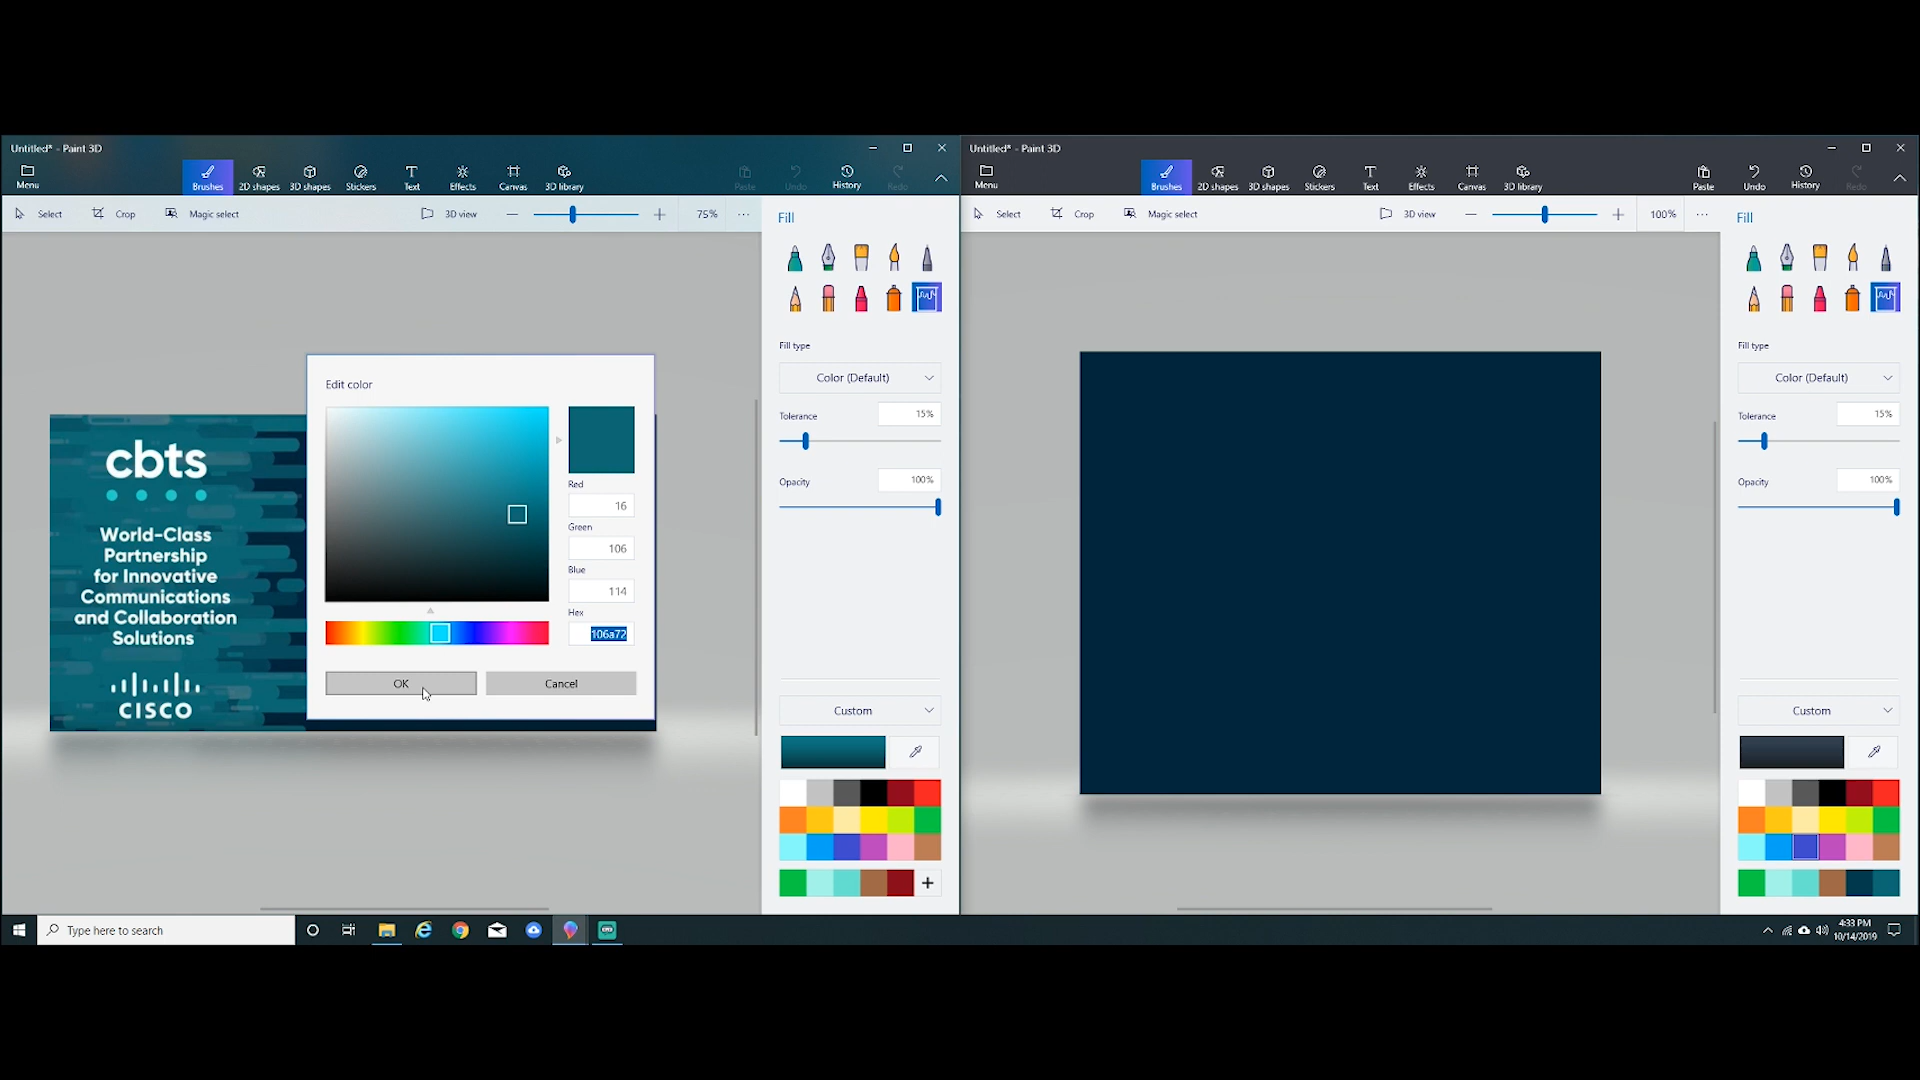 Untitled* - Paint 3D
Menu
Brushes
2D shapes
3D shapes
Stickers
Text
Effects
Canvas
3D library
Paste
Undo
History
Redo
Select
Crop
Magic select
3D view
75%
Fill
Fill type
Color (Default)
Tolerance
15%
Opacity
100%
Custom
cbts
World-Class
Partnership
for Innovative
Communications
and Collaboration
Solutions
CISCO
Edit color
Red
16
Green
106
Blue
114
Hex
106a72
OK
Cancel
Untitled* - Paint 3D
Menu
Brushes
2D shapes
3D shapes
Stickers
Text
Effects
Canvas
3D library
Paste
Undo
History
Redo
Select
Crop
Magic select
3D view
100%
Fill
Fill type
Color (Default)
Tolerance
15%
Opacity
100%
Custom
Type here to search
4:33 PM
10/14/2019